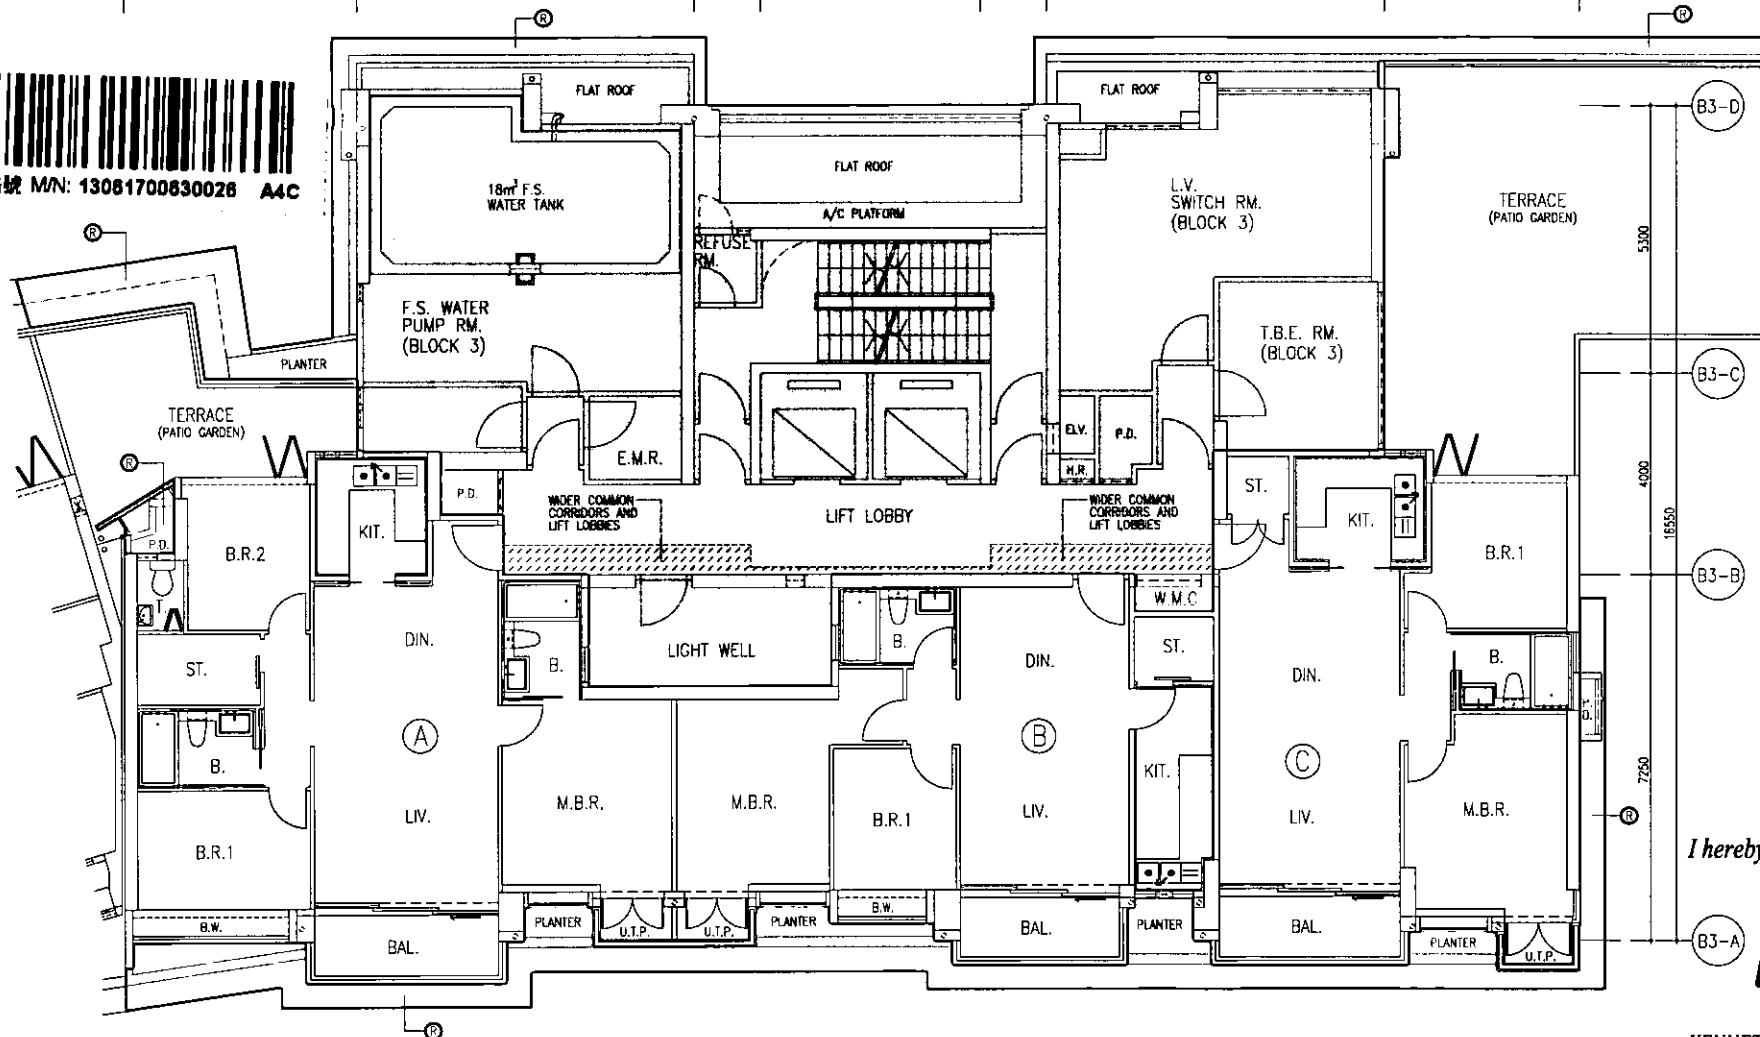 R
R
FLAT ROOF
FLAT ROOF
B3-D
M/N: 13081700830026 A4C
FLAT ROOF
18m³ F.S.
WATER TANK
L.V.
SWITCH RM.
(BLOCK 3)
TERRACE
(PATIO GARDEN)
A/C PLATFORM
R
REFUSE
RM.
5300
F.S. WATER
PUMP RM.
(BLOCK 3)
T.B.E. RM.
(BLOCK 3)
PLANTER
B3-C
TERRACE
(PATIO GARDEN)
ELV.
P.D.
R
E.M.R.
H.R.
P.D.
WIDER COMMON
CORRIDORS AND
LIFT LOBBIES
LIFT LOBBY
WIDER COMMON
CORRIDORS AND
LIFT LOBBIES
ST.
4000
KIT.
KIT.
16550
P.D.
B.R.2
B.R.1
B3-B
T.
W.M.C
DIN.
B.
LIGHT WELL
B.
DIN.
ST.
DIN.
B.
ST.
A
B
C
B.
KIT.
7250
LIV.
M.B.R.
M.B.R.
B.R.1
LIV.
LIV.
M.B.R.
R
B.R.1
I hereby
B.W.
BAL.
PLANTER
U.T.P.
U.T.P.
PLANTER
B.W.
BAL.
PLANTER
BAL.
PLANTER
U.T.P.
B3-A
R